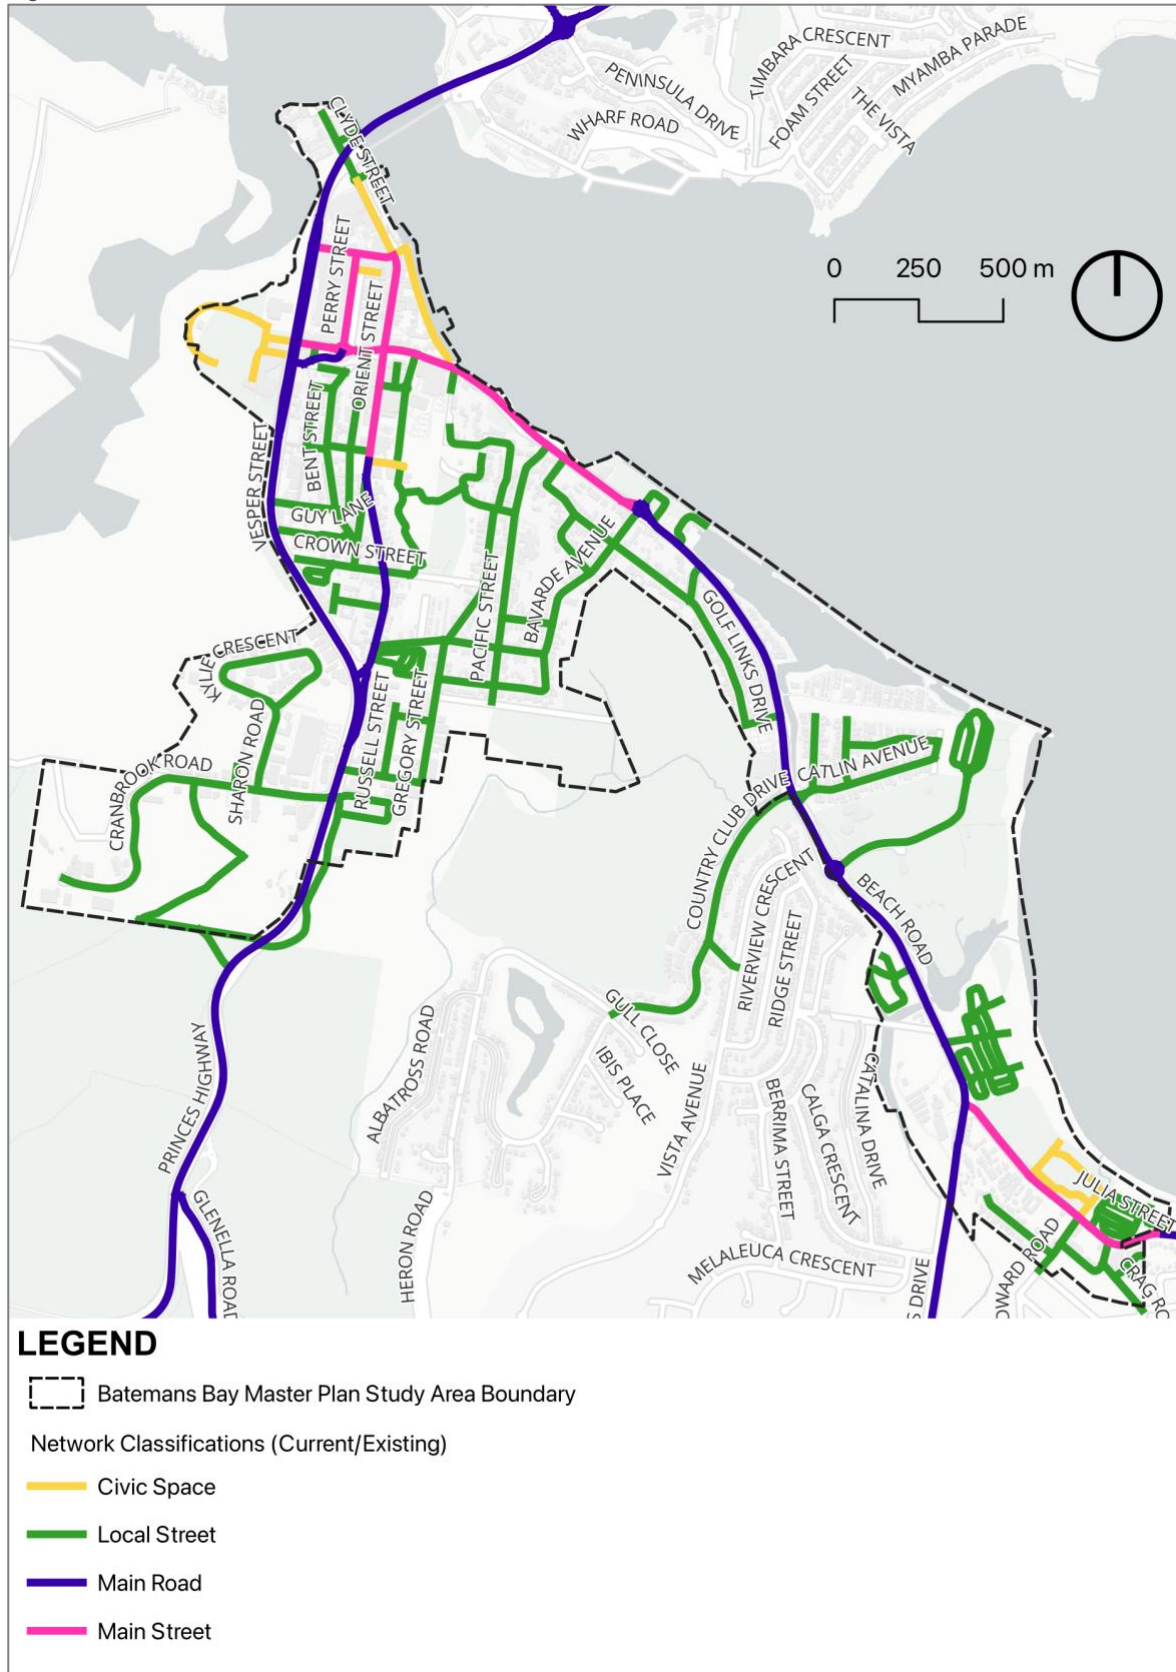 TIMBARA CRESCENT
MYAMBA PARADE
PENINSULA DRIVE
FOAM STREET
THE VISTA
WHARF ROAD
CLYDE STREET
0 250 500 m
PERRY STREET
ORIENT STREET
BENT STREET
VESPER STREET
GUY LANE
CROWN STREET
PACIFIC STREET
BAVARDE AVENUE
GOLF LINKS DRIVE
KYLIE CRESCENT
SHARON ROAD
RUSSELL STREET
GREGORY STREET
CRANBROOK ROAD
COUNTRY CLUB DRIVE
CATLIN AVENUE
RIVERVIEW CRESCENT
RIDGE STREET
BEACH ROAD
GULL CLOSE
IBIS PLACE
ALBATROSS ROAD
PRINCES HIGHWAY
VISTA AVENUE
BERRIMA STREET
CALGA CRESCENT
CATALINA DRIVE
JULIA STREET
GLENELLA ROAD
HERON ROAD
MELALEUCA CRESCENT
S DRIVE
OWARD ROAD
CRAG RO
LEGEND
Batemans Bay Master Plan Study Area Boundary
Network Classifications (Current/Existing)
Civic Space
Local Street
Main Road
Main Street